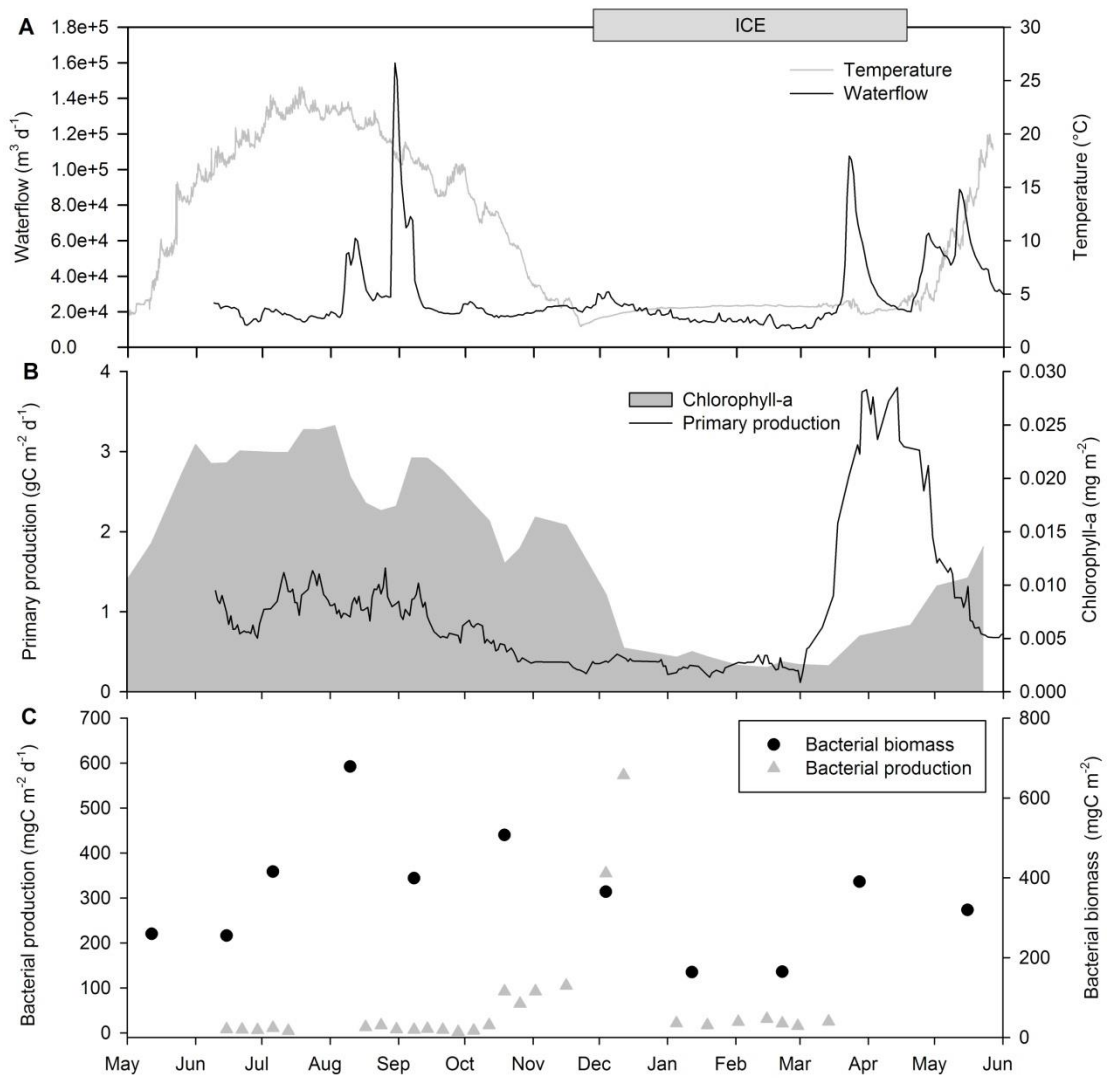 A
ICE
1.8e+5
1.6e+5
1.4e+5
1.2e+5
1.0e+5
8.0e+4
6.0e+4
4.0e+4
2.0e+4
0.0
Waterflow (m³ d⁻¹)
Temperature
Waterflow
30
25
20
15
10
5
0
Temperature (°C)
B
4
3
2
1
0
Primary production (gC m⁻² d⁻¹)
Chlorophyll-a
Primary production
0.030
0.025
0.020
0.015
0.010
0.005
0.000
Chlorophyll-a (mg m⁻²)
C
700
600
500
400
300
200
100
0
Bacterial production (mgC m⁻² d⁻¹)
Bacterial biomass
Bacterial production
800
600
400
200
0
Bacterial biomass (mgC m⁻²)
May Jun Jul Aug Sep Oct Nov Dec Jan Feb Mar Apr May Jun